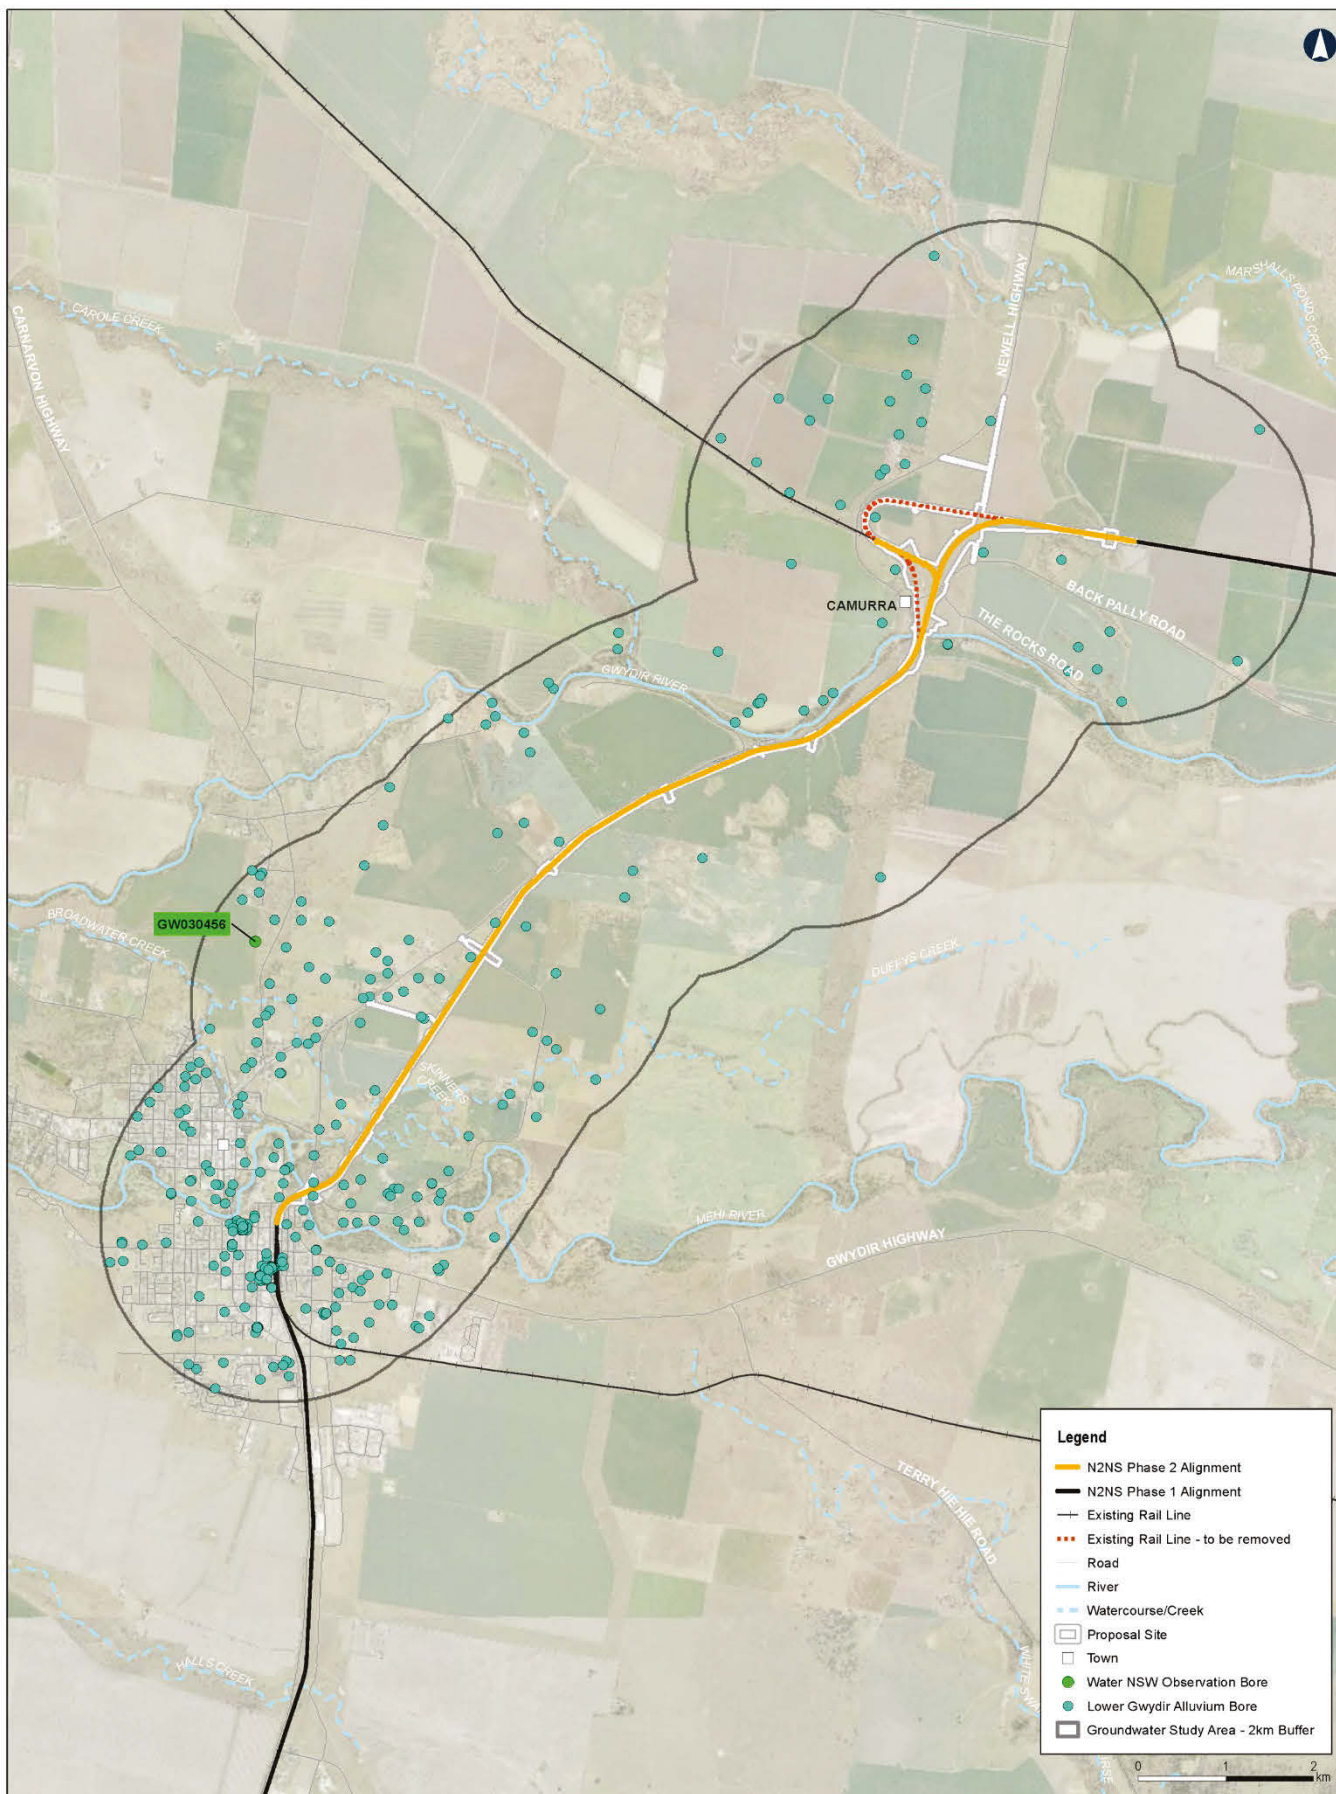 NEWELL HIGHWAY
MARSHALLS PONDS CREEK
CAROLE CREEK
CARNARVON HIGHWAY
CAMURRA
BACK PALLY ROAD
THE ROCKS ROAD
GWYDIR RIVER
BROADWATER CREEK
GW030456
DUFFYS CREEK
SKINNERS
CREEK
MEHI RIVER
GWYDIR HIGHWAY
TERRY HIE HIE ROAD
HALLS CREEK
Legend
N2NS Phase 2 Alignment
N2NS Phase 1 Alignment
Existing Rail Line
Existing Rail Line - to be removed
Road
River
Watercourse/Creek
Proposal Site
Town
Water NSW Observation Bore
Lower Gwydir Alluvium Bore
Groundwater Study Area - 2km Buffer
0 1 2
km